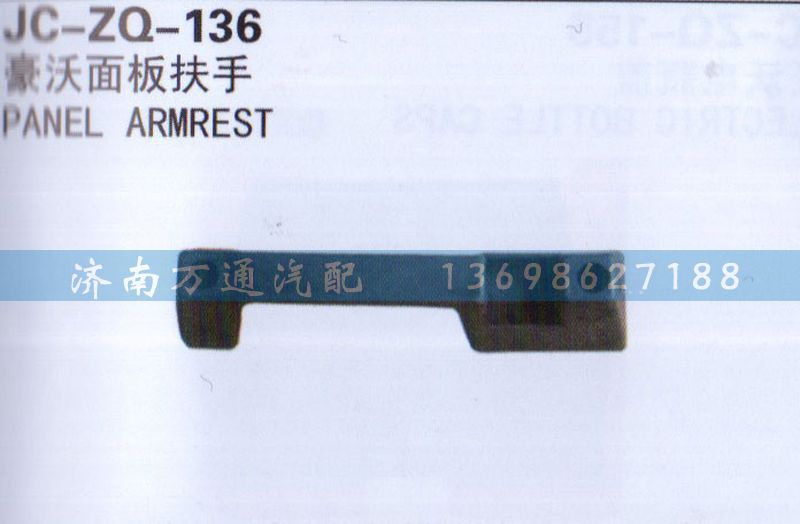 JC-ZQ-136
豪沃面板扶手
PANEL ARMREST
济南万通汽配 13698627188